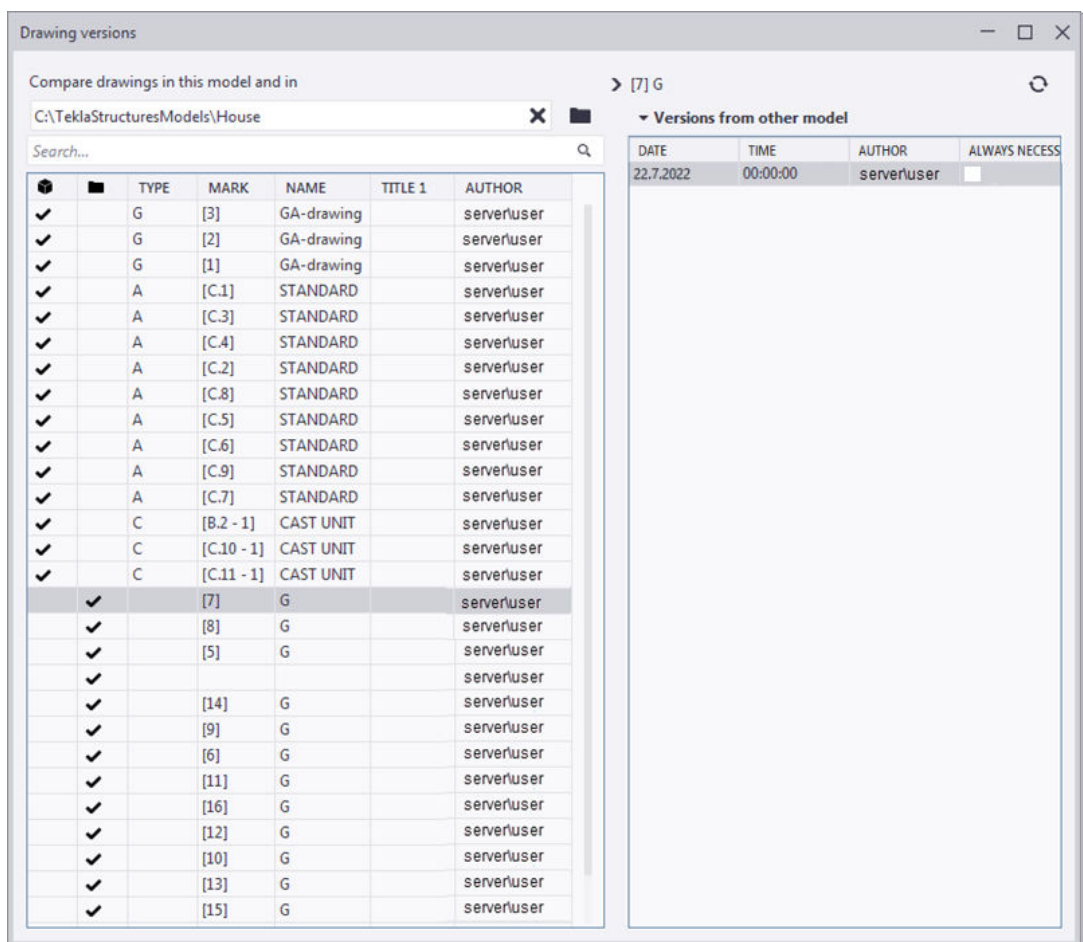 Drawing versions
Compare drawings in this model and in
C:\TeklaStructuresModels\House
Search...
TYPE MARK NAME TITLE 1 AUTHOR
G [3] GA-drawing server\user
G [2] GA-drawing server\user
G [1] GA-drawing server\user
A [C.1] STANDARD server\user
A [C.3] STANDARD server\user
A [C.4] STANDARD server\user
A [C.2] STANDARD server\user
A [C.8] STANDARD server\user
A [C.5] STANDARD server\user
A [C.6] STANDARD server\user
A [C.9] STANDARD server\user
A [C.7] STANDARD server\user
C [B.2 - 1] CAST UNIT server\user
C [C.10 - 1] CAST UNIT server\user
C [C.11 - 1] CAST UNIT server\user
[7] G server\user
[8] G server\user
[5] G server\user
server\user
[14] G server\user
[9] G server\user
[6] G server\user
[11] G server\user
[16] G server\user
[12] G server\user
[10] G server\user
[13] G server\user
[15] G server\user
[7] G
Versions from other model
DATE TIME AUTHOR ALWAYS NECESS
22.7.2022 00:00:00 server\user